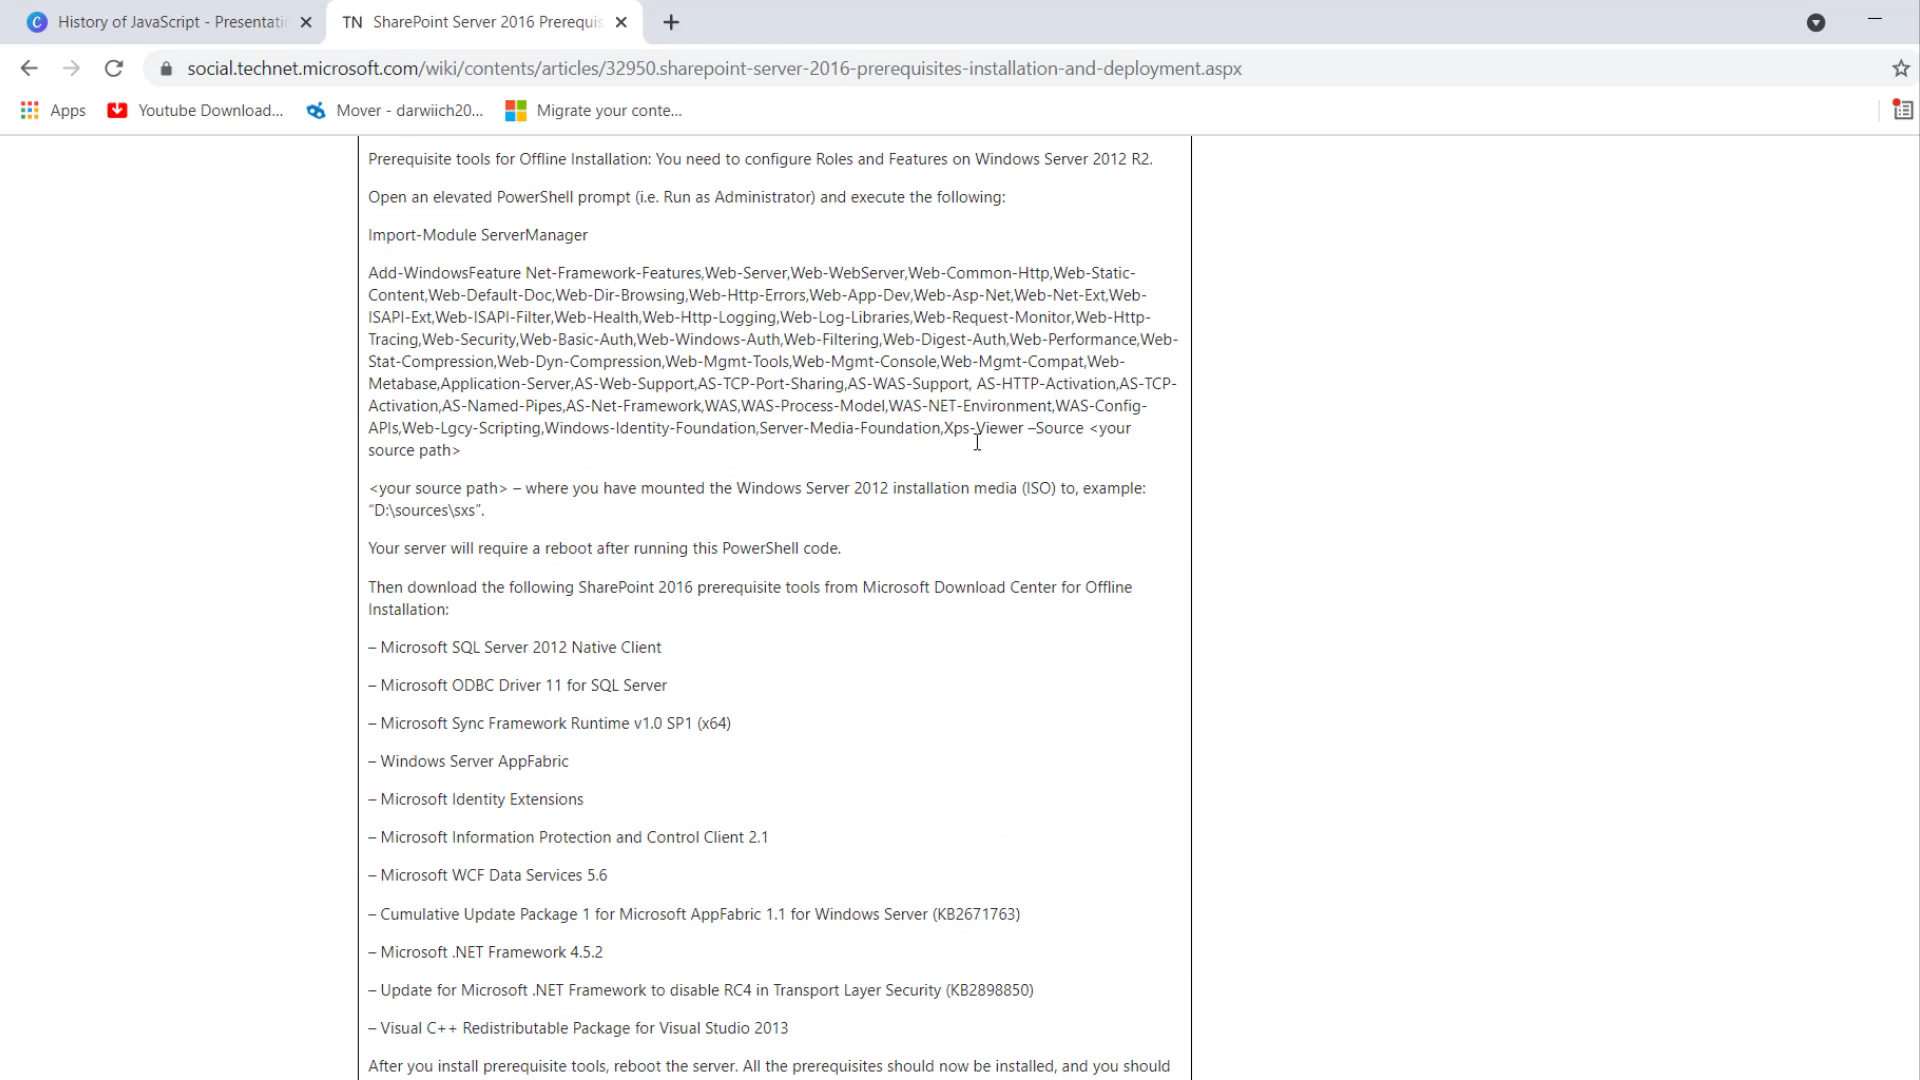 History of JavaScript - Presentati
TN SharePoint Server 2016 Prerequis
social.technet.microsoft.com/wiki/contents/articles/32950.sharepoint-server-2016-prerequisites-installation-and-deployment.aspx
Apps Youtube Download... Mover - darwiich20... Migrate your conte...
Prerequisite tools for Offline Installation: You need to configure Roles and Features on Windows Server 2012 R2.
Open an elevated PowerShell prompt (i.e. Run as Administrator) and execute the following:
Import-Module ServerManager
Add-WindowsFeature Net-Framework-Features,Web-Server,Web-WebServer,Web-Common-Http,Web-Static-
Content,Web-Default-Doc,Web-Dir-Browsing,Web-Http-Errors,Web-App-Dev,Web-Asp-Net,Web-Net-Ext,Web-
ISAPI-Ext,Web-ISAPI-Filter,Web-Health,Web-Http-Logging,Web-Log-Libraries,Web-Request-Monitor,Web-Http-
Tracing,Web-Security,Web-Basic-Auth,Web-Windows-Auth,Web-Filtering,Web-Digest-Auth,Web-Performance,Web-
Stat-Compression,Web-Dyn-Compression,Web-Mgmt-Tools,Web-Mgmt-Console,Web-Mgmt-Compat,Web-
Metabase,Application-Server,AS-Web-Support,AS-TCP-Port-Sharing,AS-WAS-Support, AS-HTTP-Activation,AS-TCP-
Activation,AS-Named-Pipes,AS-Net-Framework,WAS,WAS-Process-Model,WAS-NET-Environment,WAS-Config-
APIs,Web-Lgcy-Scripting,Windows-Identity-Foundation,Server-Media-Foundation,Xps-Viewer –Source <your
source path>
<your source path> – where you have mounted the Windows Server 2012 installation media (ISO) to, example:
“D:\sources\sxs”.
Your server will require a reboot after running this PowerShell code.
Then download the following SharePoint 2016 prerequisite tools from Microsoft Download Center for Offline
Installation:
– Microsoft SQL Server 2012 Native Client
– Microsoft ODBC Driver 11 for SQL Server
– Microsoft Sync Framework Runtime v1.0 SP1 (x64)
– Windows Server AppFabric
– Microsoft Identity Extensions
– Microsoft Information Protection and Control Client 2.1
– Microsoft WCF Data Services 5.6
– Cumulative Update Package 1 for Microsoft AppFabric 1.1 for Windows Server (KB2671763)
– Microsoft .NET Framework 4.5.2
– Update for Microsoft .NET Framework to disable RC4 in Transport Layer Security (KB2898850)
– Visual C++ Redistributable Package for Visual Studio 2013
After you install prerequisite tools, reboot the server. All the prerequisites should now be installed, and you should